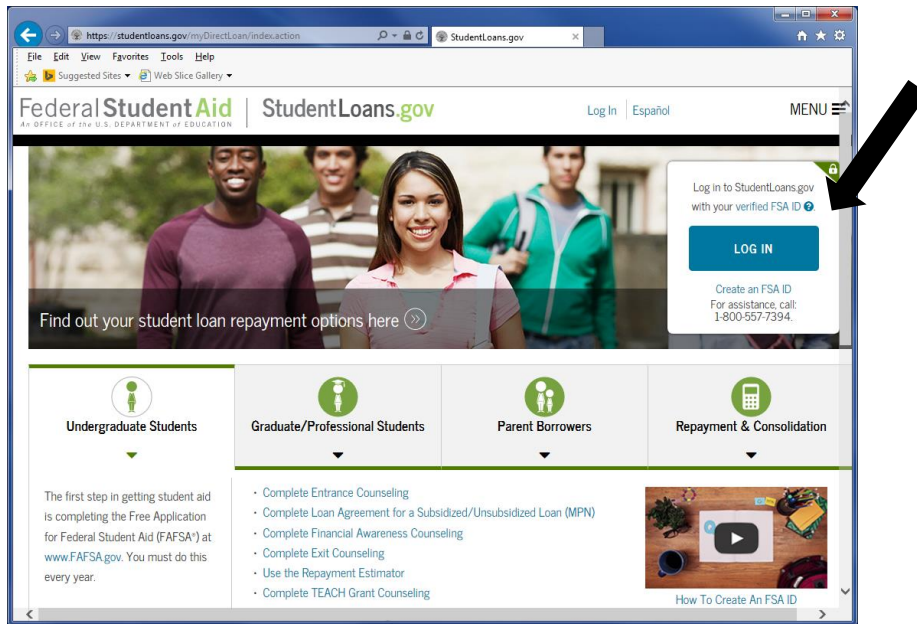 https://studentloans.gov/myDirectLoan/index.action
StudentLoans.gov
File Edit View Favorites Tools Help
Suggested Sites Web Slice Gallery
Federal Student Aid StudentLoans.gov
An OFFICE of the U.S. DEPARTMENT of EDUCATION
Log In Español
MENU
Log in to StudentLoans.gov
with your verified FSA ID ?.
LOG IN
Create an FSA ID
For assistance, call:
1-800-557-7394.
Find out your student loan repayment options here
Undergraduate Students
Graduate/Professional Students
Parent Borrowers
Repayment & Consolidation
The first step in getting student aid
is completing the Free Application
for Federal Student Aid (FAFSA®) at
www.FAFSA.gov. You must do this
every year.
• Complete Entrance Counseling
• Complete Loan Agreement for a Subsidized/Unsubsidized Loan (MPN)
• Complete Financial Awareness Counseling
• Complete Exit Counseling
• Use the Repayment Estimator
• Complete TEACH Grant Counseling
How To Create An FSA ID